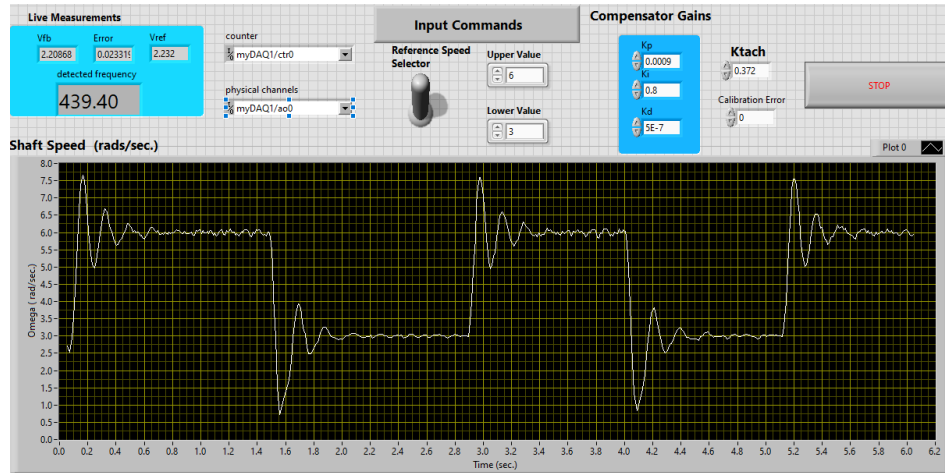 Live Measurements
Vfb Error Vref
2.20868 0.023319 2.232
detected frequency
439.40
counter
myDAQ1/ctr0
physical channels
myDAQ1/ao0
Input Commands
Reference Speed
Selector
Upper Value
6
Lower Value
3
Compensator Gains
Kp
0.0009
Ki
0.8
Kd
5E-7
Ktach
0.372
Calibration Error
0
STOP
Shaft Speed (rads/sec.)
Plot 0
8.0
7.5
7.0
6.5
6.0
5.5
5.0
4.5
4.0
3.5
3.0
2.5
2.0
1.5
1.0
0.5
0.0
Omega ( rad/sec.)
0.0 0.2 0.4 0.6 0.8 1.0 1.2 1.4 1.6 1.8 2.0 2.2 2.4 2.6 2.8 3.0 3.2 3.4 3.6 3.8 4.0 4.2 4.4 4.6 4.8 5.0 5.2 5.4 5.6 5.8 6.0 6.2
Time (sec.)